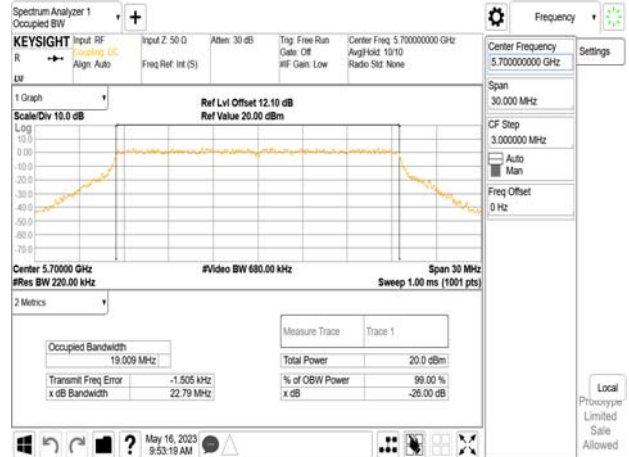 Spectrum Analyzer 1
Occupied BW
KEYSIGHT
R
Input: RF
Coupling: DC
Align: Auto
Input Z: 50 Ω
Freq Ref: Int (S)
Atten: 30 dB
Trig: Free Run
Gate: Off
#IF Gain: Low
Center Freq: 5.700000000 GHz
Avg|Hold: 10/10
Radio Std: None
LXI
1 Graph
Scale/Div 10.0 dB
Ref Lvl Offset 12.10 dB
Ref Value 20.00 dBm
Log
10.0
0.00
-10.0
-20.0
-30.0
-40.0
-50.0
-60.0
-70.0
Center 5.70000 GHz
#Res BW 220.00 kHz
#Video BW 680.00 kHz
Span 30 MHz
Sweep 1.00 ms (1001 pts)
2 Metrics
Measure Trace
Trace 1
Occupied Bandwidth
19.009 MHz
Total Power
20.0 dBm
Transmit Freq Error
-1.505 kHz
% of OBW Power
99.00 %
x dB Bandwidth
22.79 MHz
x dB
-26.00 dB
May 16, 2023
9:53:19 AM
Frequency
Settings
Center Frequency
5.700000000 GHz
Span
30.000 MHz
CF Step
3.000000 MHz
Auto
Man
Freq Offset
0 Hz
Local
Prototype
Limited
Sale
Allowed